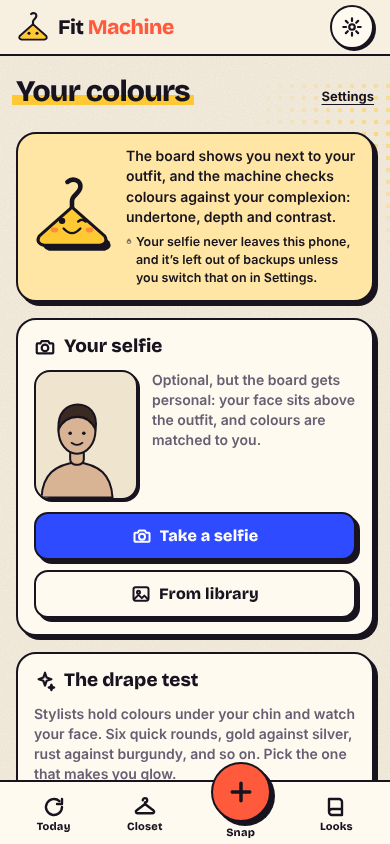 Fit Machine
Your colours
Settings
The board shows you next to your
outfit, and the machine checks
colours against your complexion:
undertone, depth and contrast.
Your selfie never leaves this phone,
and it’s left out of backups unless
you switch that on in Settings.
Your selfie
Optional, but the board gets
personal: your face sits above
the outfit, and colours are
matched to you.
Take a selfie
From library
The drape test
Stylists hold colours under your chin and watch
your face. Six quick rounds, gold against silver,
rust against burgundy, and so on. Pick the one
that makes you glow.
Today
Closet
Snap
Looks